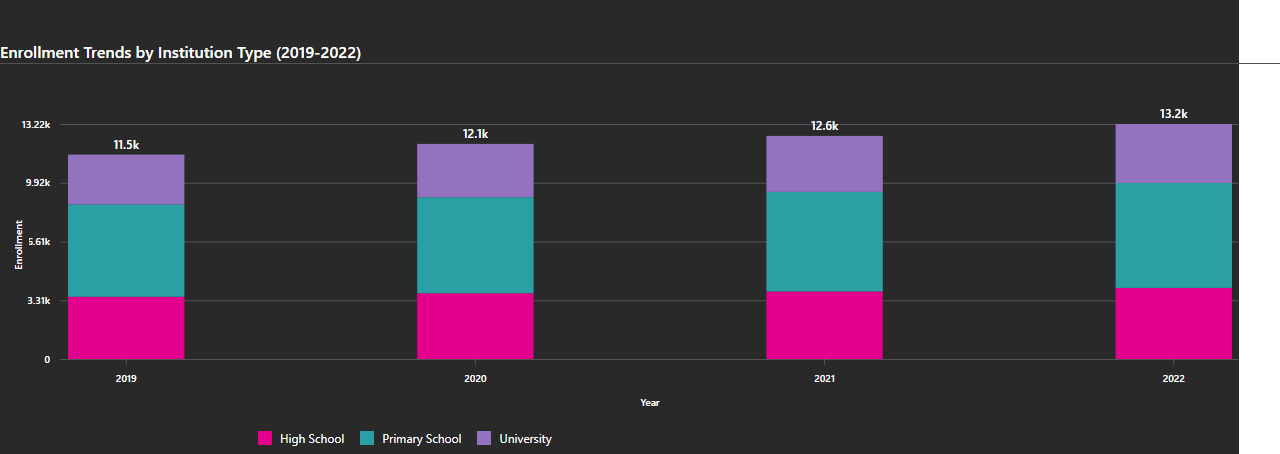 Enrollment Trends by Institution Type (2019-2022)
13.2k
13.22k
12.6k
12.1k
11.5k
9.92k
6.61k
Enrollment
3.31k
0
2019
2020
2021
2022
Year
High School
Primary School
University